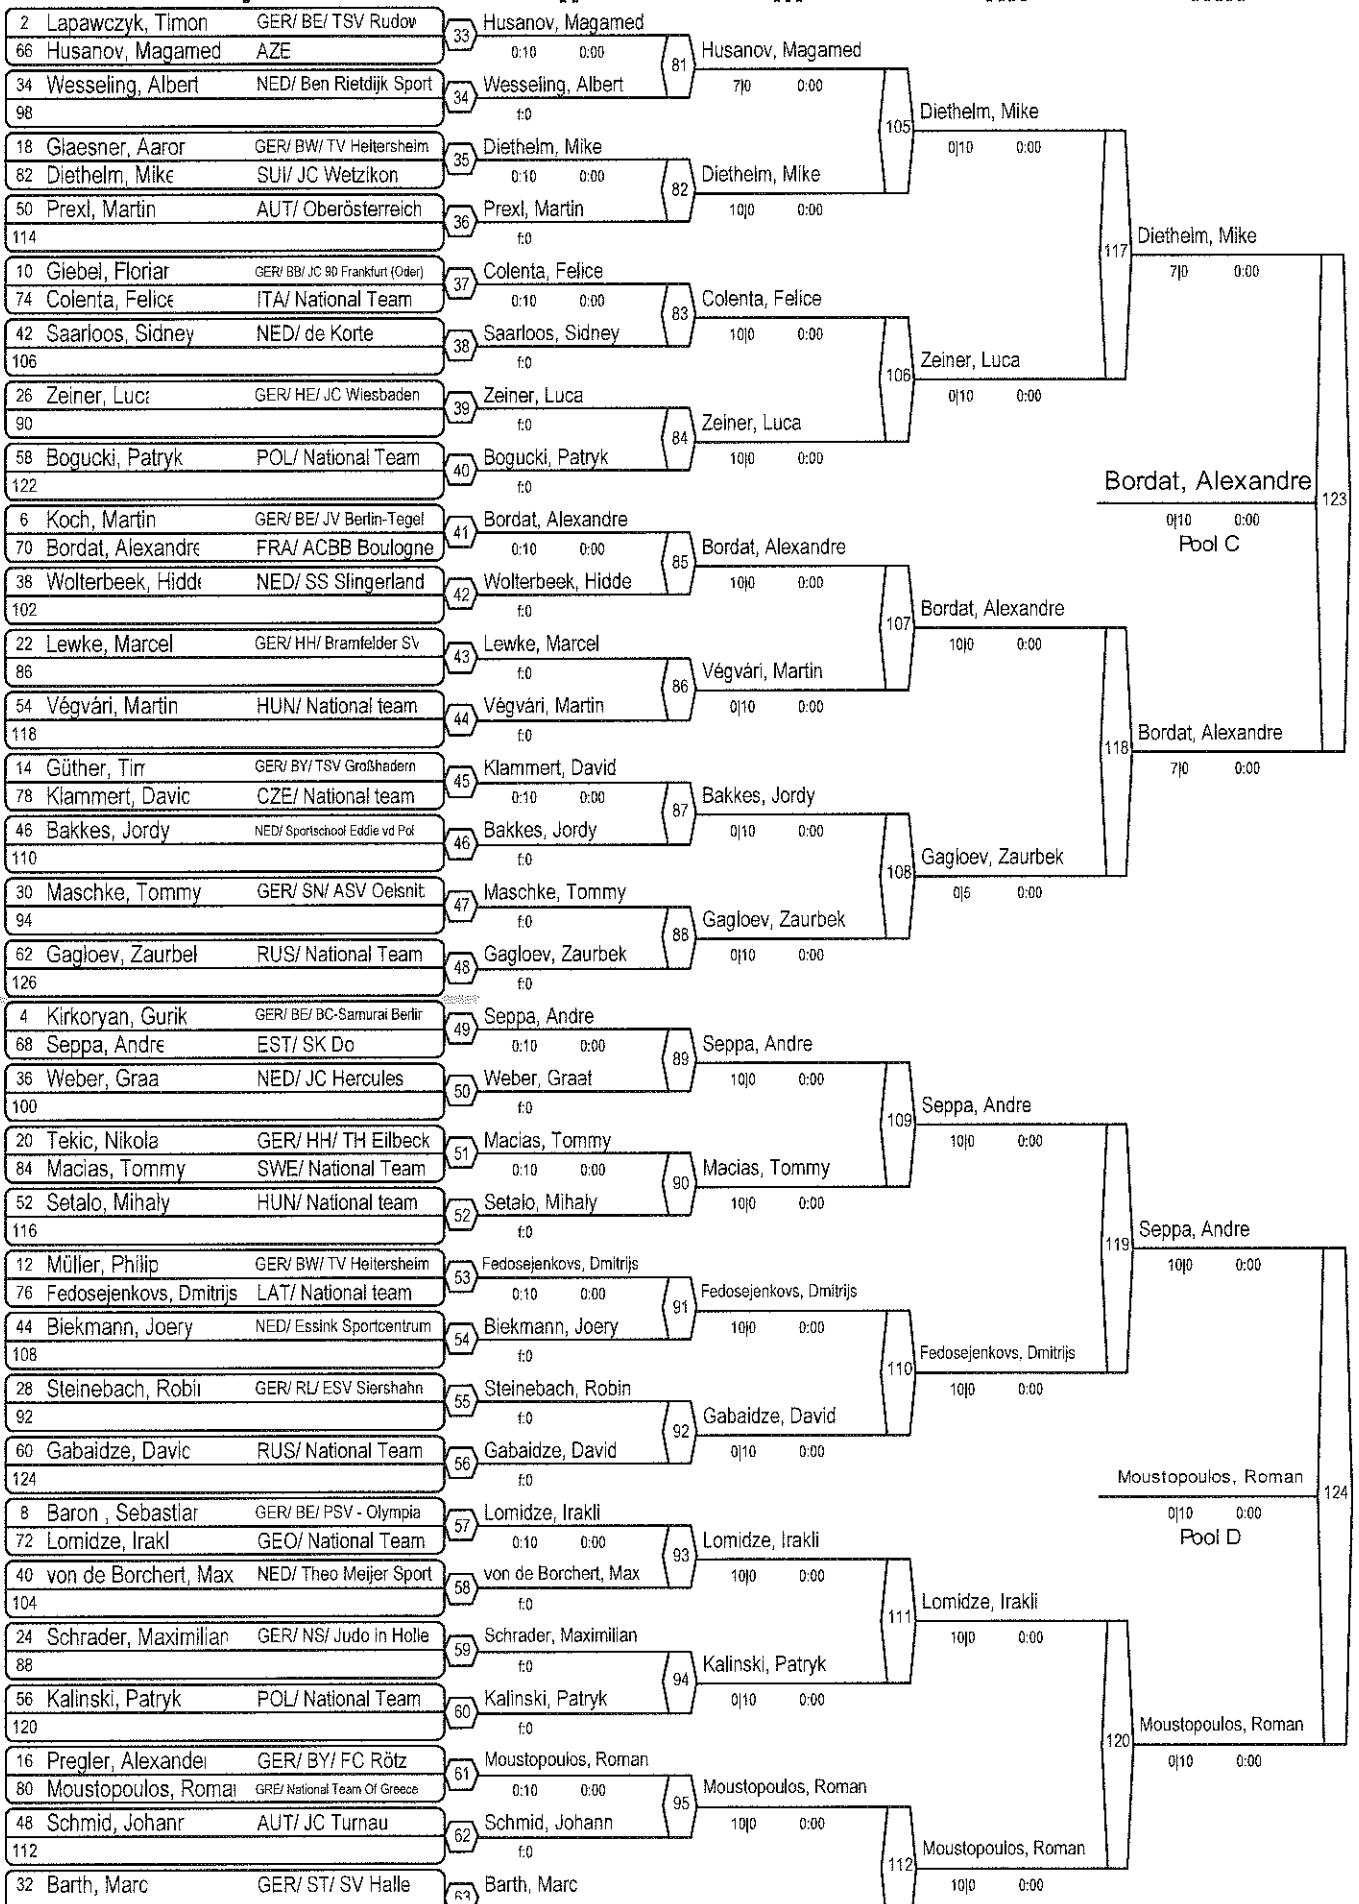 2 Lapawczyk, Timon GER/ BE/ TSV Rudow
66 Husanov, Magamed AZE
34 Wesseling, Albert NED/ Ben Rietdijk Sport
98
18 Glaesner, Aaror GER/ BW/ TV Heitersheim
82 Diethelm, Mike SUI/ JC Wetzikon
50 Prexl, Martin AUT/ Oberösterreich
114
10 Giebel, Floriar GER/ BB/ JC 90 Frankfurt (Oder)
74 Colenta, Felice ITA/ National Team
42 Saarloos, Sidney NED/ de Korte
106
26 Zeiner, Luca GER/ HE/ JC Wiesbaden
90
58 Bogucki, Patryk POL/ National Team
122
6 Koch, Martin GER/ BE/ JV Berlin-Tegel
70 Bordat, Alexandre FRA/ ACBB Boulogne
38 Wolterbeek, Hidde NED/ SS Slingerland
102
22 Lewke, Marcel GER/ HH/ Bramfelder SV
86
54 Végvári, Martin HUN/ National team
118
14 Güther, Tim GER/ BY/ TSV Großhadern
78 Klammert, Davic CZE/ National team
46 Bakkes, Jordy NED/ Sportschool Eddie vd Pol
110
30 Maschke, Tommy GER/ SN/ ASV Oelsnit
94
62 Gagloev, Zaurbek RUS/ National Team
126
4 Kirkoryan, Gurik GER/ BE/ BC-Samurai Berlin
68 Seppa, Andre EST/ SK Do
36 Weber, Graa NED/ JC Hercules
100
20 Tekic, Nikola GER/ HH/ TH Eilbeck
84 Macias, Tommy SWE/ National Team
52 Setalo, Mihaly HUN/ National team
116
12 Müller, Philip GER/ BW/ TV Heitersheim
76 Fedosejenkovs, Dmitrijs LAT/ National team
44 Biekmann, Joery NED/ Essink Sportcentrum
108
28 Steinebach, Robin GER/ RL/ ESV Siershahn
92
60 Gabaidze, Davic RUS/ National Team
124
8 Baron , Sebastiar GER/ BE/ PSV - Olympia
72 Lomidze, Irakl GEO/ National Team
40 von de Borchert, Max NED/ Theo Meijer Sport
104
24 Schrader, Maximilian GER/ NS/ Judo in Holle
88
56 Kalinski, Patryk POL/ National Team
120
16 Pregler, Alexander GER/ BY/ FC Rötz
80 Moustopoulos, Roman GRE/ National Team Of Greece
48 Schmid, Johanr AUT/ JC Turnau
112
32 Barth, Marc GER/ ST/ SV Halle
33 Husanov, Magamed
0:10 0:00
34 Wesseling, Albert
f:0
35 Diethelm, Mike
0:10 0:00
36 Prexl, Martin
f:0
37 Colenta, Felice
0:10 0:00
38 Saarloos, Sidney
f:0
39 Zeiner, Luca
f:0
40 Bogucki, Patryk
f:0
41 Bordat, Alexandre
0:10 0:00
42 Wolterbeek, Hidde
f:0
43 Lewke, Marcel
f:0
44 Végvári, Martin
f:0
45 Klammert, David
0:10 0:00
46 Bakkes, Jordy
f:0
47 Maschke, Tommy
f:0
48 Gagloev, Zaurbek
f:0
49 Seppa, Andre
0:10 0:00
50 Weber, Graat
f:0
51 Macias, Tommy
0:10 0:00
52 Setalo, Mihaly
f:0
53 Fedosejenkovs, Dmitrijs
0:10 0:00
54 Biekmann, Joery
f:0
55 Steinebach, Robin
f:0
56 Gabaidze, David
f:0
57 Lomidze, Irakli
0:10 0:00
58 von de Borchert, Max
f:0
59 Schrader, Maximilian
f:0
60 Kalinski, Patryk
f:0
61 Moustopoulos, Roman
0:10 0:00
62 Schmid, Johann
f:0
63 Barth, Marc
81 Husanov, Magamed
7|0 0:00
82 Diethelm, Mike
10|0 0:00
83 Colenta, Felice
10|0 0:00
84 Zeiner, Luca
10|0 0:00
85 Bordat, Alexandre
10|0 0:00
86 Végvári, Martin
0|10 0:00
87 Bakkes, Jordy
0|10 0:00
88 Gagloev, Zaurbek
0|10 0:00
89 Seppa, Andre
10|0 0:00
90 Macias, Tommy
10|0 0:00
91 Fedosejenkovs, Dmitrijs
10|0 0:00
92 Gabaidze, David
0|10 0:00
93 Lomidze, Irakli
10|0 0:00
94 Kalinski, Patryk
0|10 0:00
95 Moustopoulos, Roman
10|0 0:00
105 Diethelm, Mike
0|10 0:00
106 Zeiner, Luca
0|10 0:00
107 Bordat, Alexandre
10|0 0:00
108 Gagloev, Zaurbek
0|5 0:00
109 Seppa, Andre
10|0 0:00
110 Fedosejenkovs, Dmitrijs
10|0 0:00
111 Lomidze, Irakli
10|0 0:00
112 Moustopoulos, Roman
10|0 0:00
117 Diethelm, Mike
7|0 0:00
118 Bordat, Alexandre
7|0 0:00
119 Seppa, Andre
10|0 0:00
120 Moustopoulos, Roman
0|10 0:00
Bordat, Alexandre 123
0|10 0:00
Pool C
Moustopoulos, Roman 124
0|10 0:00
Pool D